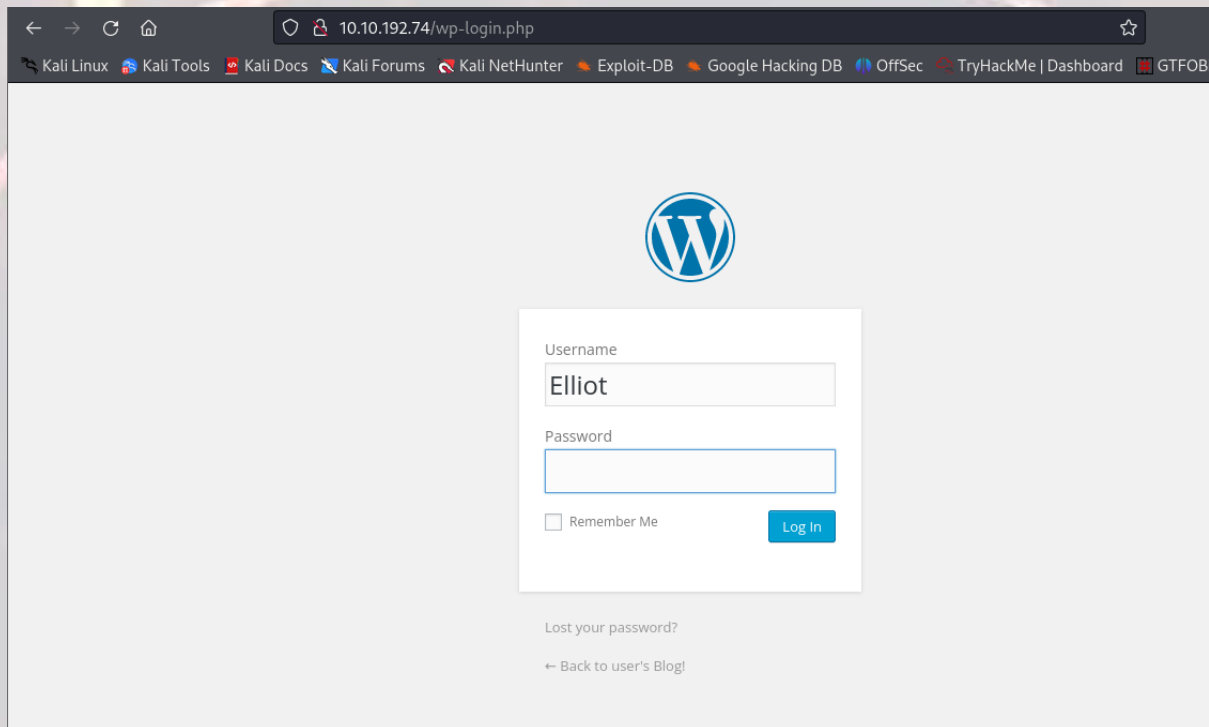 10.10.192.74/wp-login.php
Kali Linux Kali Tools Kali Docs Kali Forums Kali NetHunter Exploit-DB Google Hacking DB OffSec TryHackMe | Dashboard GTFOB
Username
Elliot
Password
Remember Me
Log In
Lost your password?
← Back to user's Blog!